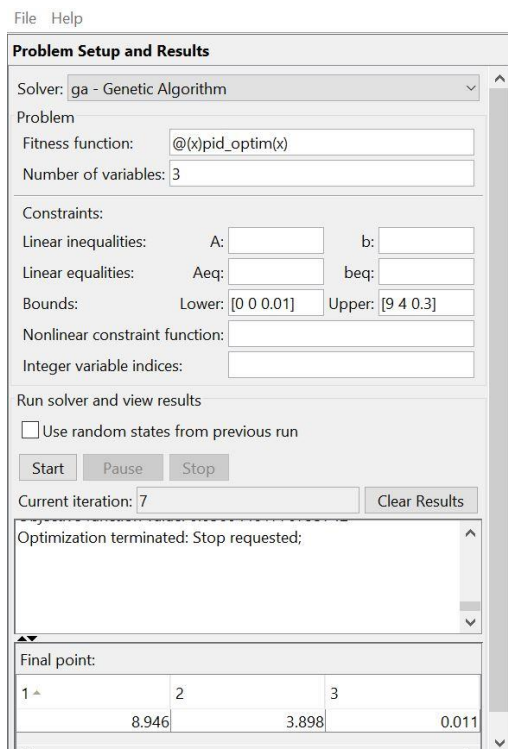 File Help
Problem Setup and Results
Solver: ga - Genetic Algorithm
Problem
Fitness function: @(x)pid_optim(x)
Number of variables: 3
Constraints:
Linear inequalities: A: b:
Linear equalities: Aeq: beq:
Bounds: Lower: [0 0 0.01] Upper: [9 4 0.3]
Nonlinear constraint function:
Integer variable indices:
Run solver and view results
Use random states from previous run
Start Pause Stop
Current iteration: 7 Clear Results
Optimization terminated: Stop requested;
Final point:
1 2 3
8.946 3.898 0.011